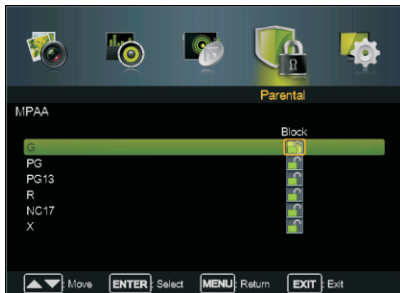 Parental
MPAA
Block
G
PG
PG13
R
NC17
X
: Move ENTER: Select MENU: Return EXIT: Exit